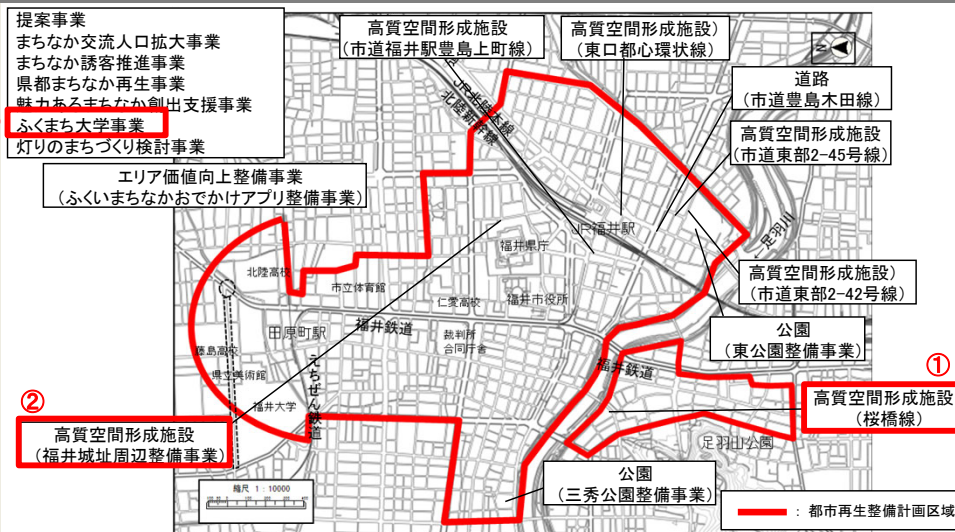 提案事業
まちなか交流人口拡大事業
まちなか誘客推進事業
県都まちなか再生事業
魅力あるまちなか創出支援事業
ふくまち大学事業
灯りのまちづくり検討事業
エリア価値向上整備事業
(ふくいまちなかおでかけアプリ整備事業)
高質空間形成施設
(市道福井駅豊島上町線)
高質空間形成施設)
(東口都心環状線)
N
道路
(市道豊島木田線)
高質空間形成施設
(市道東部2-45号線)
JR北陸本線
北陸新幹線
JR福井駅
←足羽川
福井県庁
高質空間形成施設)
(市道東部2-42号線)
北陸高校
市立体育館
仁愛高校
福井市役所
田原町駅
福井鉄道
裁判所
合同庁舎
公園
(東公園整備事業)
藤島高校
県立美術館
えちぜん鉄道
福井鉄道
①
高質空間形成施設
(桜橋線)
②
福井大学
高質空間形成施設
(福井城址周辺整備事業)
足羽山公園
公園
(三秀公園整備事業)
縮尺 1:10000
:都市再生整備計画区域